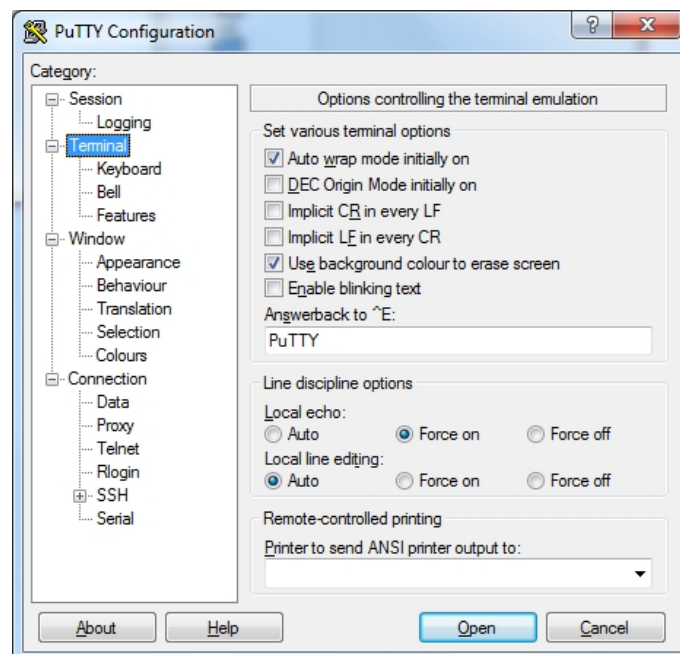 PuTTY Configuration
Category:
Session
Logging
Terminal
Keyboard
Bell
Features
Window
Appearance
Behaviour
Translation
Selection
Colours
Connection
Data
Proxy
Telnet
Rlogin
SSH
Serial
Options controlling the terminal emulation
Set various terminal options
Auto wrap mode initially on
DEC Origin Mode initially on
Implicit CR in every LF
Implicit LF in every CR
Use background colour to erase screen
Enable blinking text
Answerback to ^E:
PuTTY
Line discipline options
Local echo:
Auto Force on Force off
Local line editing:
Auto Force on Force off
Remote-controlled printing
Printer to send ANSI printer output to:
About Help Open Cancel